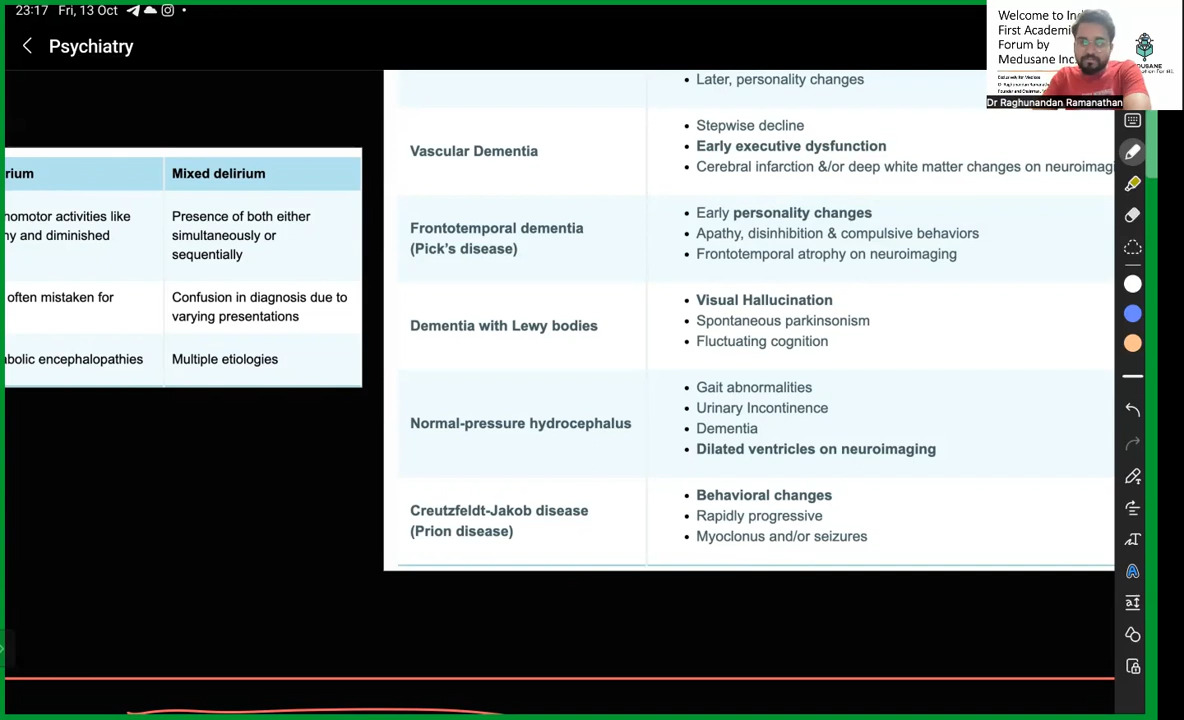 23:17 Fri, 13 Oct
Psychiatry
Welcome to
First Academi
Forum by
Medusane Inc.
Dr Raghunandan Ramanathan
rium
Mixed delirium
homotor activities like
Presence of both either
ny and diminished
simultaneously or
sequentially
often mistaken for
Confusion in diagnosis due to
varying presentations
abolic encephalopathies
Multiple etiologies
• Later, personality changes
Vascular Dementia
• Stepwise decline
• Early executive dysfunction
• Cerebral infarction &/or deep white matter changes on neuroimagi
Frontotemporal dementia
(Pick's disease)
• Early personality changes
• Apathy, disinhibition & compulsive behaviors
• Frontotemporal atrophy on neuroimaging
Dementia with Lewy bodies
• Visual Hallucination
• Spontaneous parkinsonism
• Fluctuating cognition
Normal-pressure hydrocephalus
• Gait abnormalities
• Urinary Incontinence
• Dementia
• Dilated ventricles on neuroimaging
Creutzfeldt-Jakob disease
(Prion disease)
• Behavioral changes
• Rapidly progressive
• Myoclonus and/or seizures